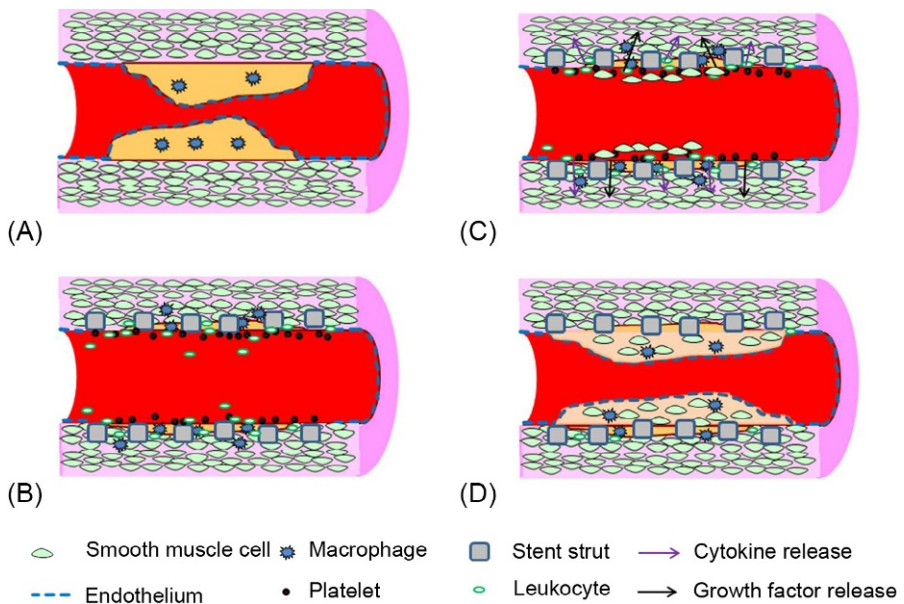 (A)
(C)
(B)
(D)
Smooth muscle cell
Macrophage
Stent strut
Cytokine release
Endothelium
Platelet
Leukocyte
Growth factor release